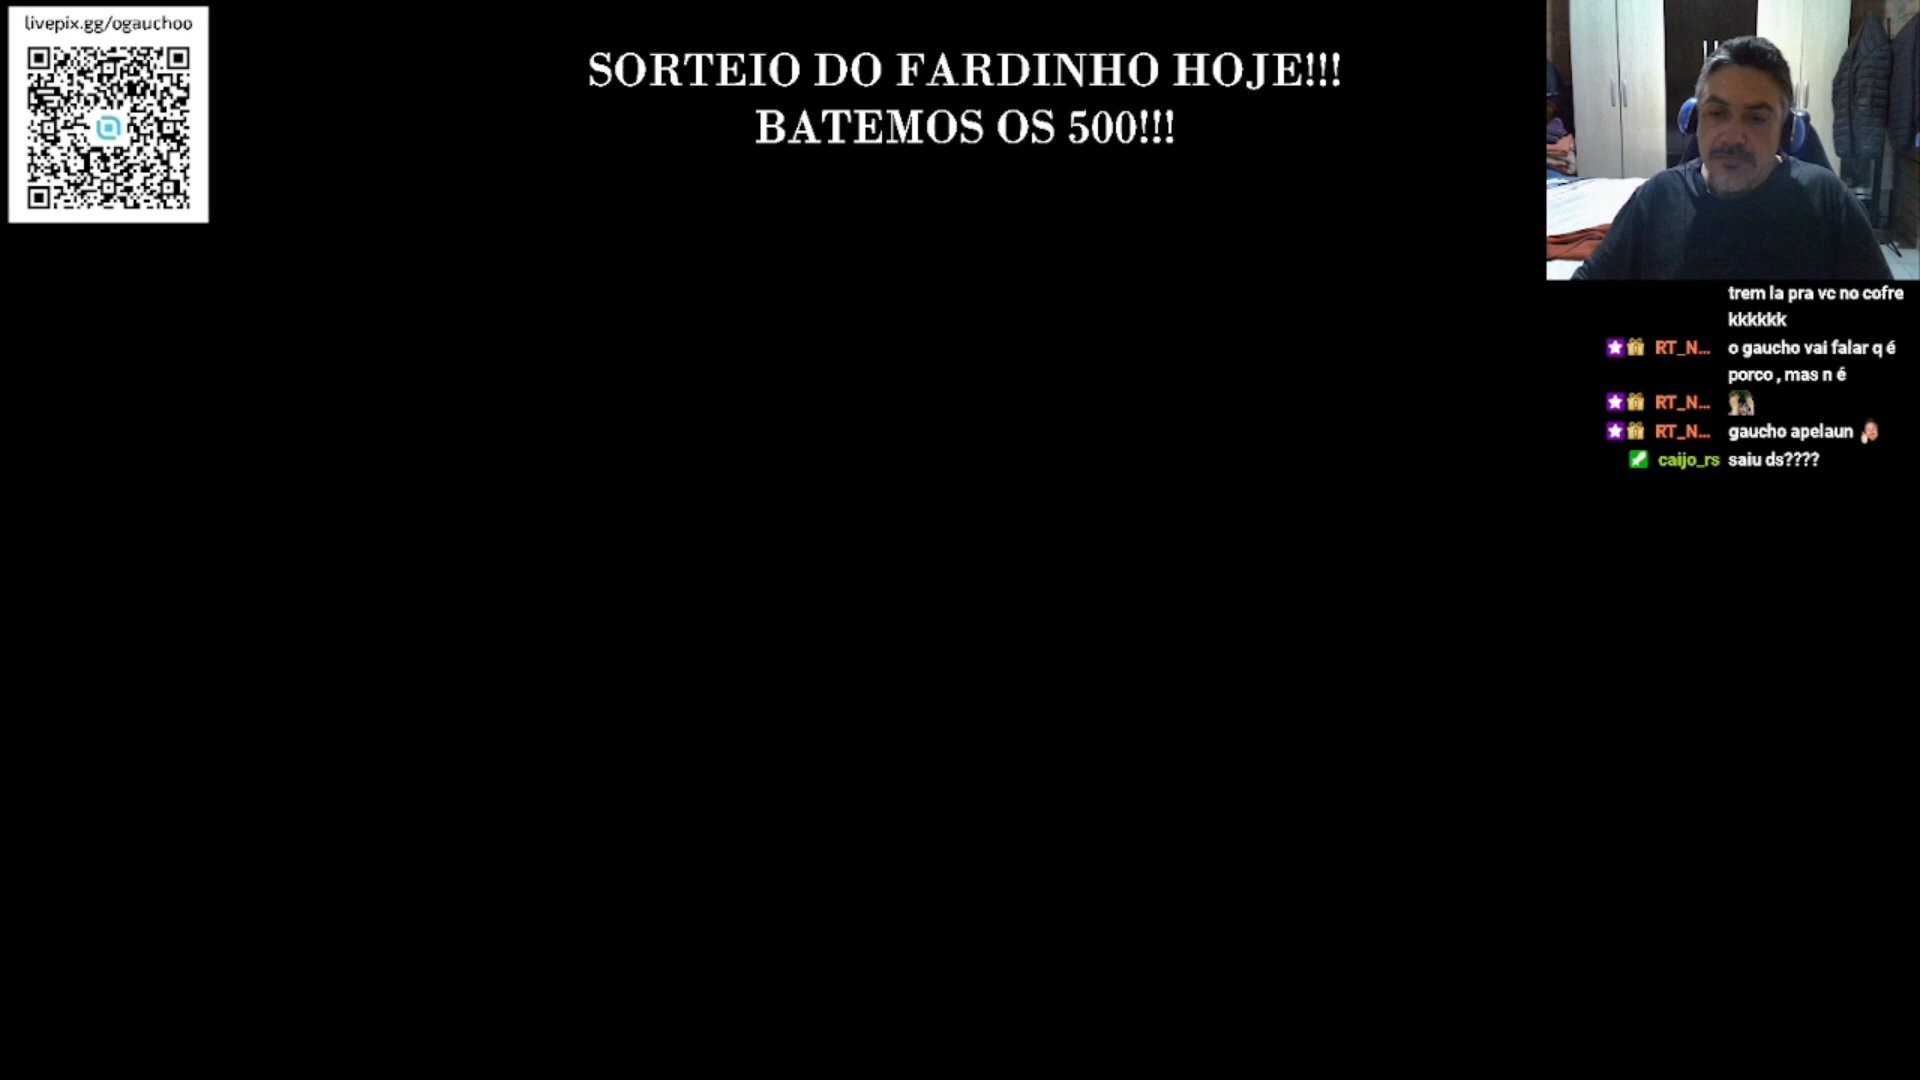 livepix.gg/ogauchoo
SORTEIO DO FARDINHO HOJE!!!
BATEMOS OS 500!!!
trem la pra vc no cofre
kkkkkk
RT_N... o gaucho vai falar q é
porco , mas n é
RT_N...
RT_N... gaucho apelaun
caijo_rs saiu ds????